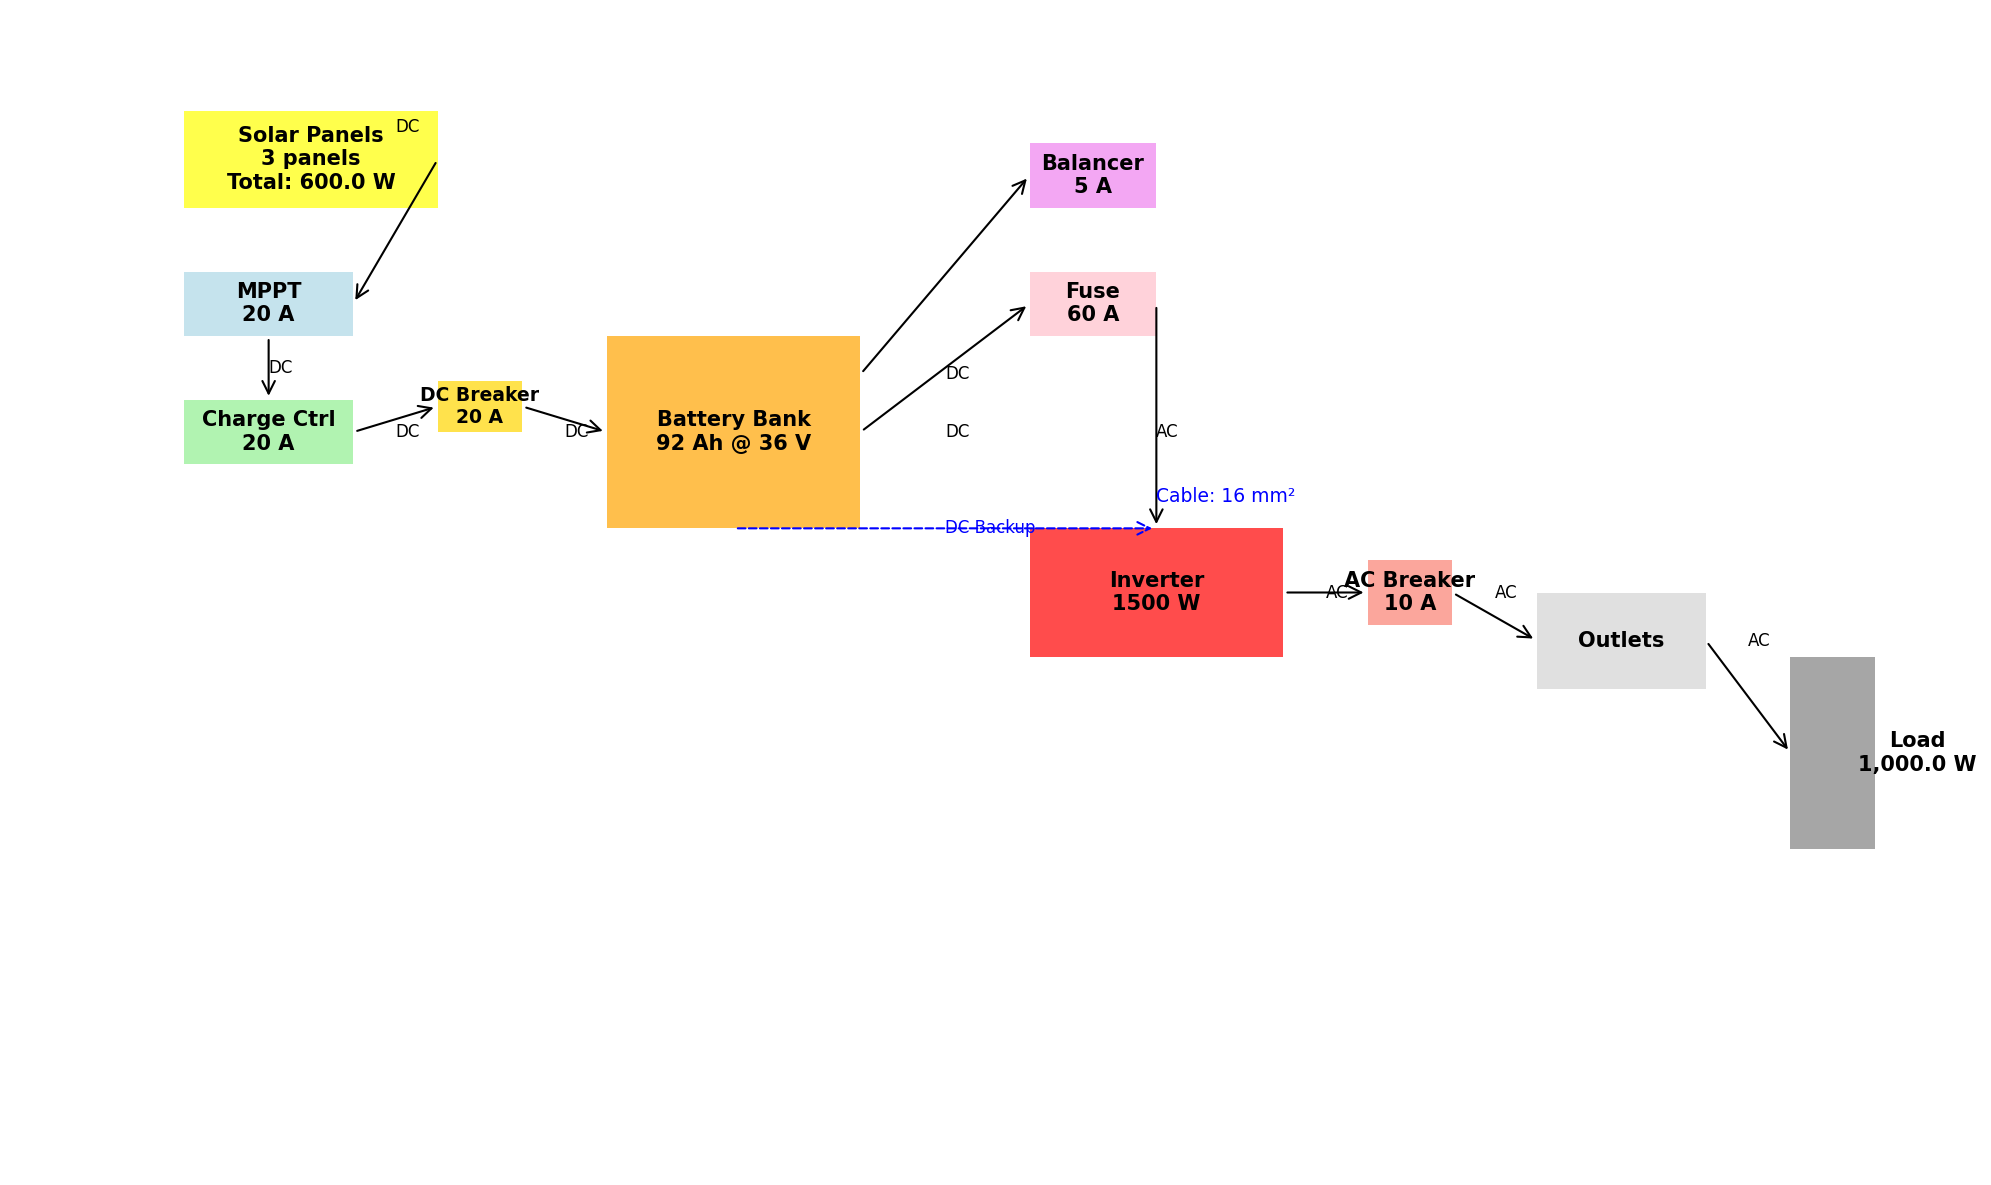 Solar Panels
3 panels
Total: 600.0 W
DC
Balancer
5 A
MPPT
20 A
Fuse
60 A
DC
DC
Charge Ctrl
20 A
DC
DC Breaker
20 A
DC
Battery Bank
92 Ah @ 36 V
DC
AC
Cable: 16 mm²
DC Backup
Inverter
1500 W
AC
AC Breaker
10 A
AC
Outlets
AC
Load
1,000.0 W